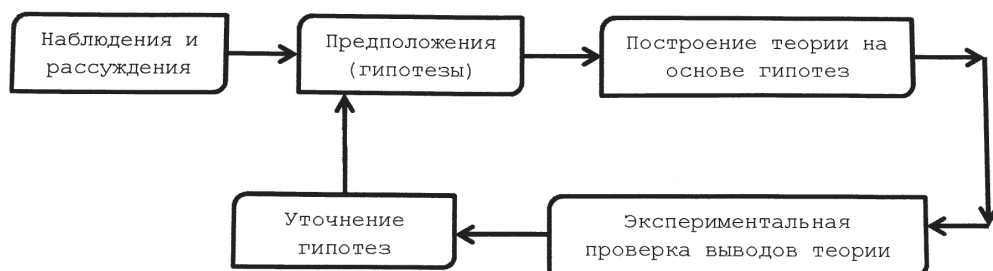 Наблюдения и
рассуждения
Предположения
(гипотезы)
Построение теории на
основе гипотез
Уточнение
гипотез
Экспериментальная
проверка выводов теории